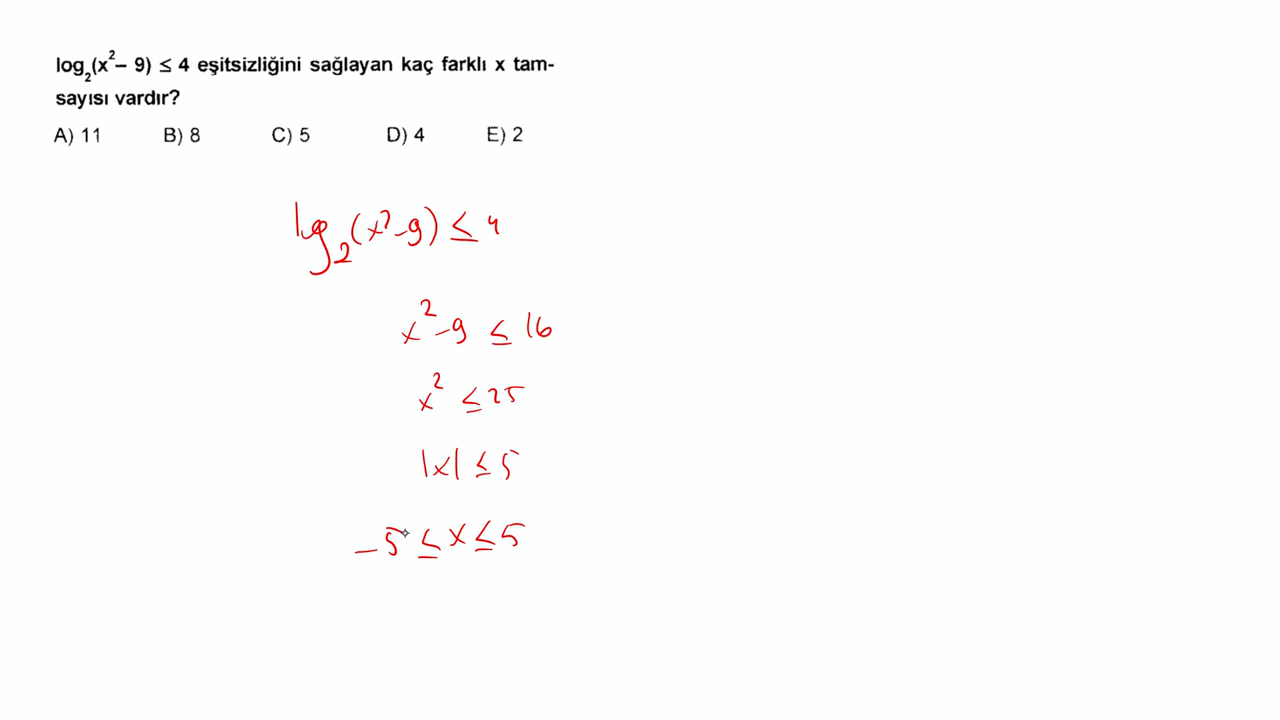 log₂(x² – 9) ≤ 4 eşitsizliğini sağlayan kaç farklı x tam-
sayısı vardır?
A) 11 B) 8 C) 5 D) 4 E) 2
log₂(x² - 9) ≤ 4
x² - 9 ≤ 16
x² ≤ 25
|x| ≤ 5
-5 ≤ x ≤ 5